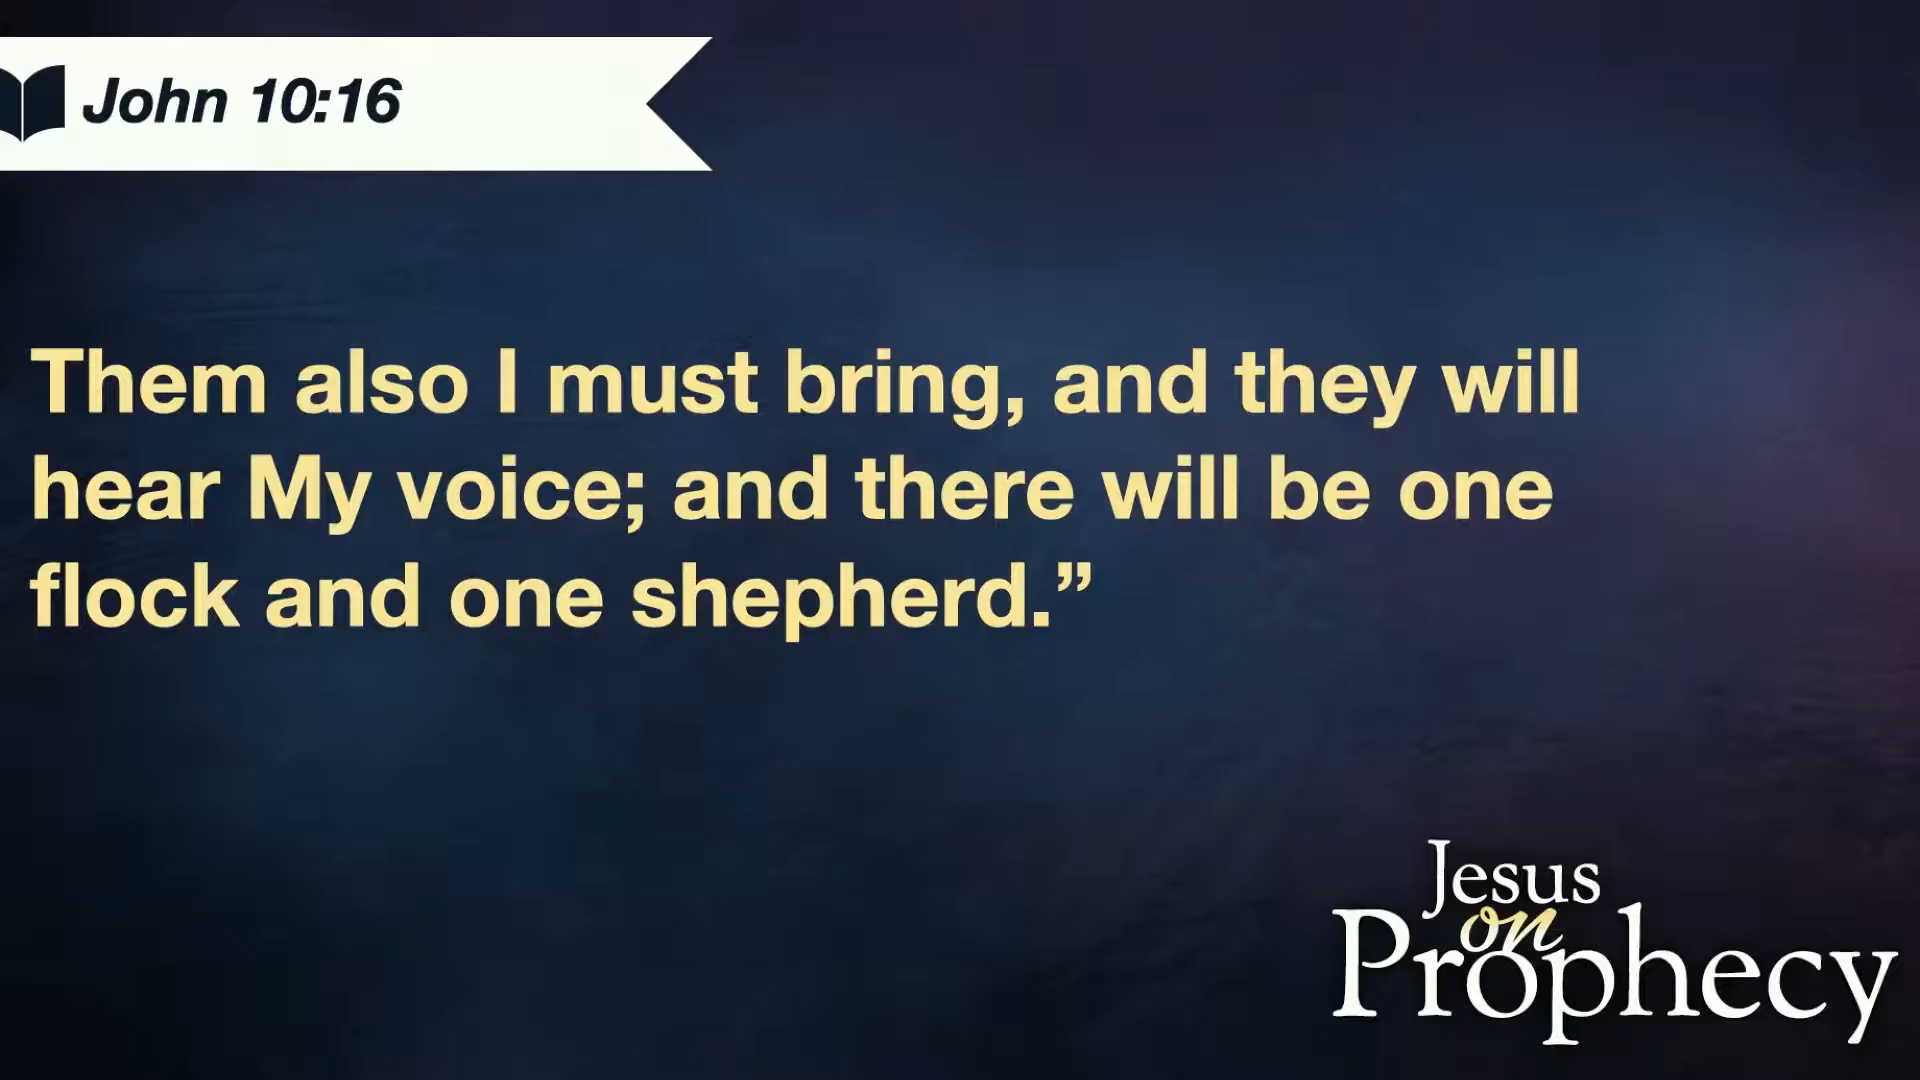 John 10:16
Them also I must bring, and they will
hear My voice; and there will be one
flock and one shepherd.”
Jesus
on
Prophecy